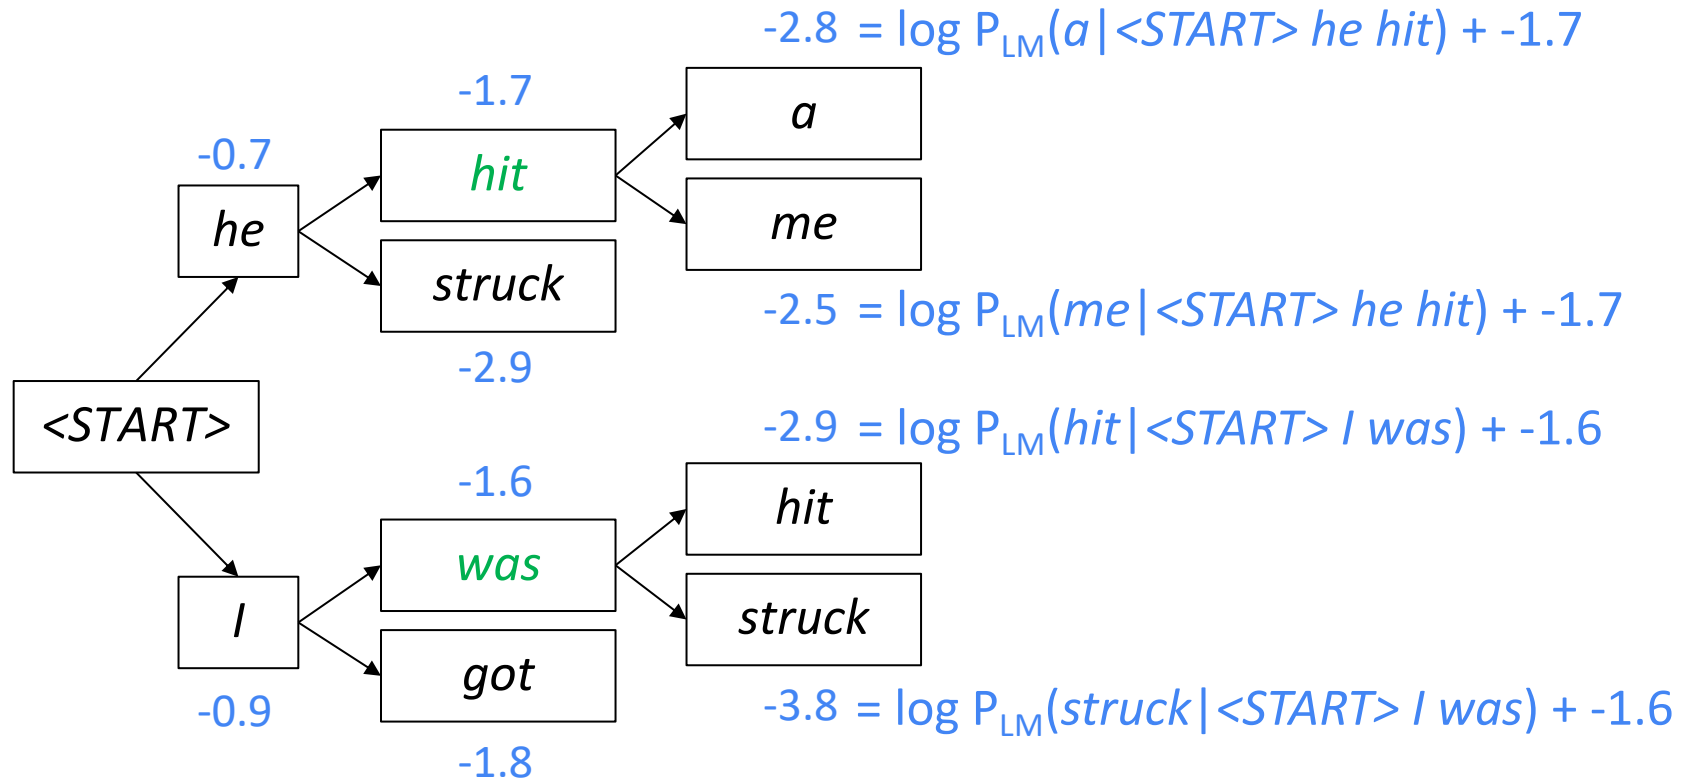 -2.8 = log P_LM(a|<START> he hit) + -1.7
-1.7
a
-0.7
hit
he
me
struck
-2.5 = log P_LM(me|<START> he hit) + -1.7
-2.9
<START>
-2.9 = log P_LM(hit|<START> I was) + -1.6
-1.6
hit
was
I
struck
got
-0.9
-3.8 = log P_LM(struck|<START> I was) + -1.6
-1.8